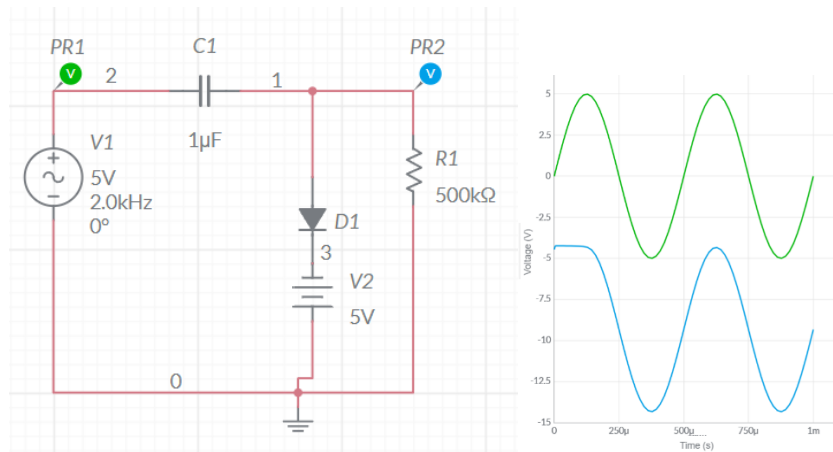 PR1
C1
PR2
V
2
1
V
1µF
V1
5V
2.0kHz
0°
R1
500kΩ
D1
3
V2
5V
0
5
2.5
0
-2.5
-5
-7.5
-10
-12.5
-15
Voltage (V)
0
250µ
500µ
750µ
1m
Time (s)